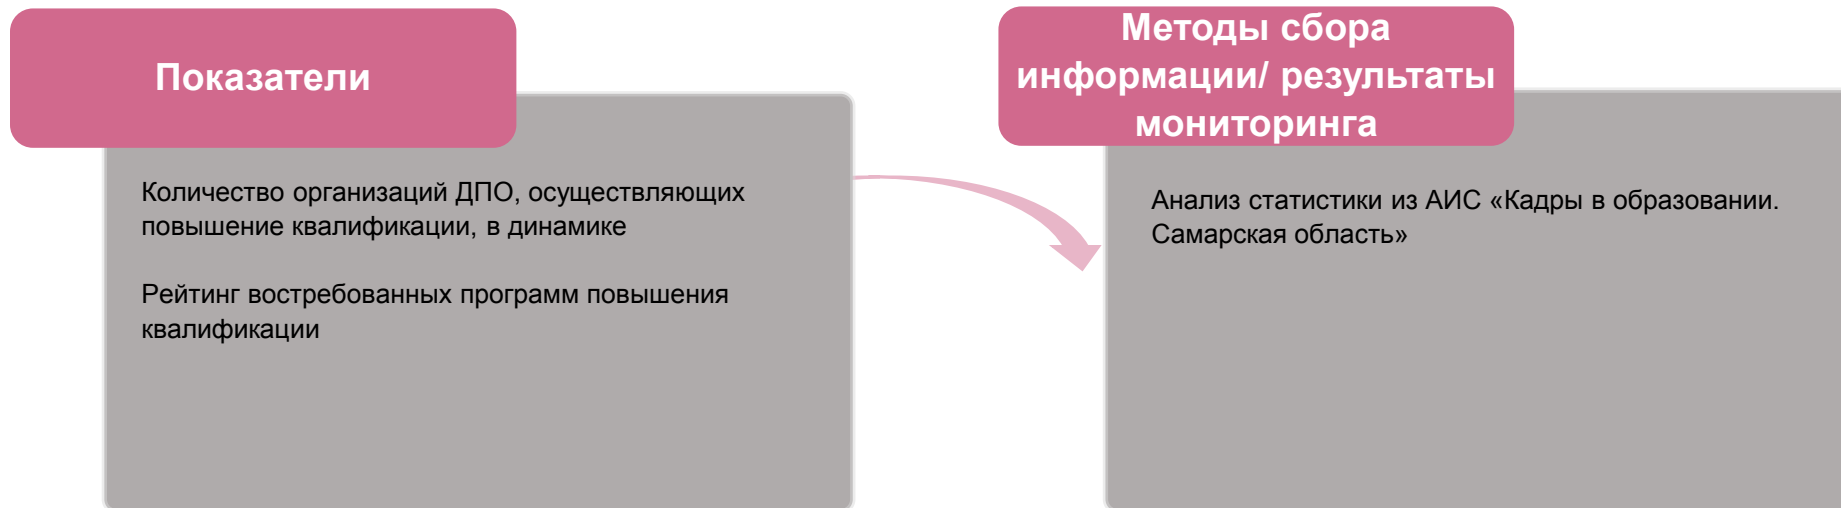 Показатели
Количество организаций ДПО, осуществляющих
повышение квалификации, в динамике
Рейтинг востребованных программ повышения
квалификации
Методы сбора
информации/ результаты
мониторинга
Анализ статистики из АИС «Кадры в образовании.
Самарская область»